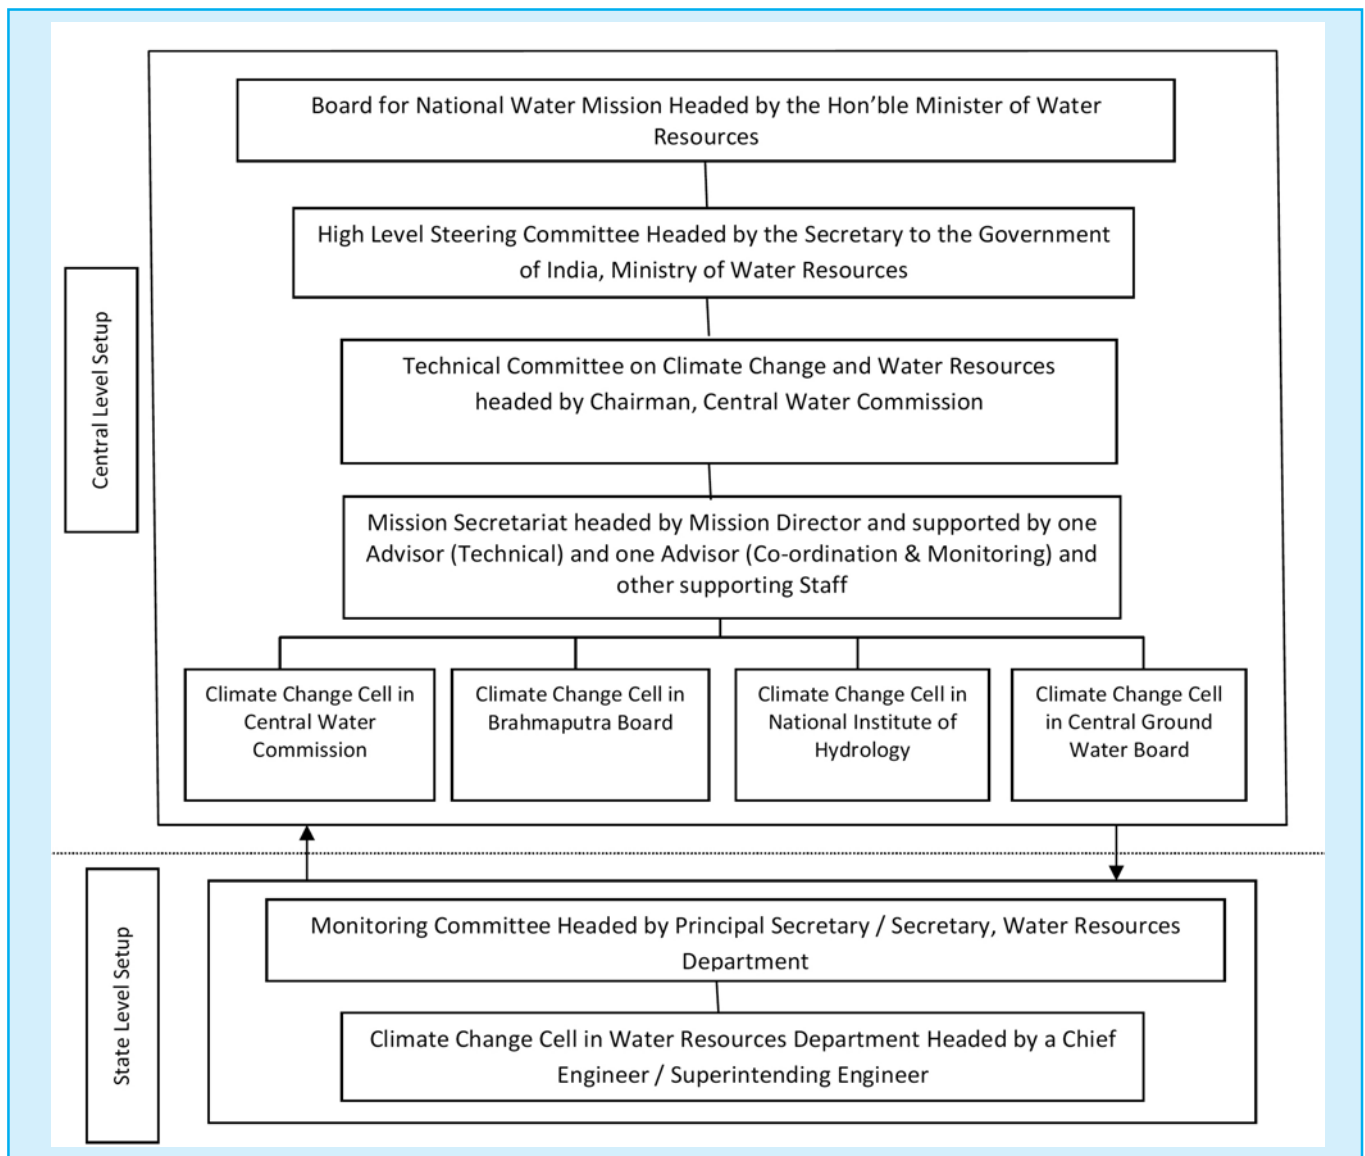 Board for National Water Mission Headed by the Hon’ble Minister of Water
Resources
High Level Steering Committee Headed by the Secretary to the Government
of India, Ministry of Water Resources
Central Level Setup
Technical Committee on Climate Change and Water Resources
headed by Chairman, Central Water Commission
Mission Secretariat headed by Mission Director and supported by one
Advisor (Technical) and one Advisor (Co-ordination & Monitoring) and
other supporting Staff
Climate Change Cell in
Central Water
Commission
Climate Change Cell in
Brahmaputra Board
Climate Change Cell in
National Institute of
Hydrology
Climate Change Cell
in Central Ground
Water Board
State Level Setup
Monitoring Committee Headed by Principal Secretary / Secretary, Water Resources
Department
Climate Change Cell in Water Resources Department Headed by a Chief
Engineer / Superintending Engineer